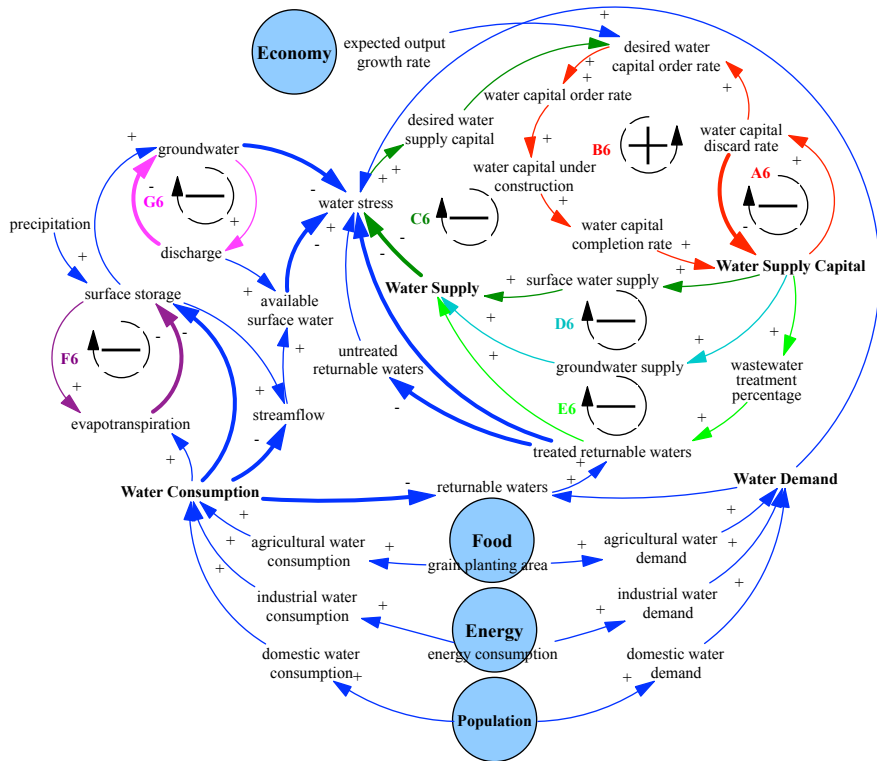 Economy
expected output
growth rate
desired water
capital order rate
water capital order rate
desired water
supply capital
water capital
discard rate
groundwater
B6
A6
water capital under
construction
G6
water stress
C6
precipitation
discharge
water capital
completion rate
Water Supply Capital
surface storage
available
surface water
Water Supply
surface water supply
F6
D6
untreated
returnable waters
groundwater supply
wastewater
treatment
percentage
evapotranspiration
streamflow
E6
treated returnable waters
Water Consumption
returnable waters
Water Demand
Food
agricultural water
consumption
grain planting area
agricultural water
demand
industrial water
consumption
Energy
energy consumption
industrial water
demand
domestic water
consumption
domestic water
demand
Population